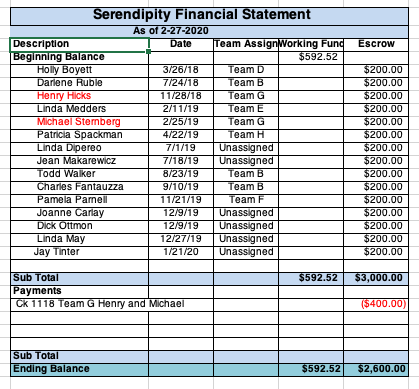 Serendipity Financial Statement
As of 2-27-2020
Description Date Team Assign Working Fund Escrow
Beginning Balance $592.52
Holly Boyett 3/26/18 Team D $200.00
Darlene Ruble 7/24/18 Team B $200.00
Henry Hicks 11/28/18 Team G $200.00
Linda Medders 2/11/19 Team E $200.00
Michael Sternberg 2/25/19 Team G $200.00
Patricia Spackman 4/22/19 Team H $200.00
Linda Dipereo 7/1/19 Unassigned $200.00
Jean Makarewicz 7/18/19 Unassigned $200.00
Todd Walker 8/23/19 Team B $200.00
Charles Fantauzza 9/10/19 Team B $200.00
Pamela Parnell 11/21/19 Team F $200.00
Joanne Carlay 12/9/19 Unassigned $200.00
Dick Ottmon 12/9/19 Unassigned $200.00
Linda May 12/27/19 Unassigned $200.00
Jay Tinter 1/21/20 Unassigned $200.00
Sub Total $592.52 $3,000.00
Payments
Ck 1118 Team G Henry and Michael ($400.00)
Sub Total
Ending Balance $592.52 $2,600.00